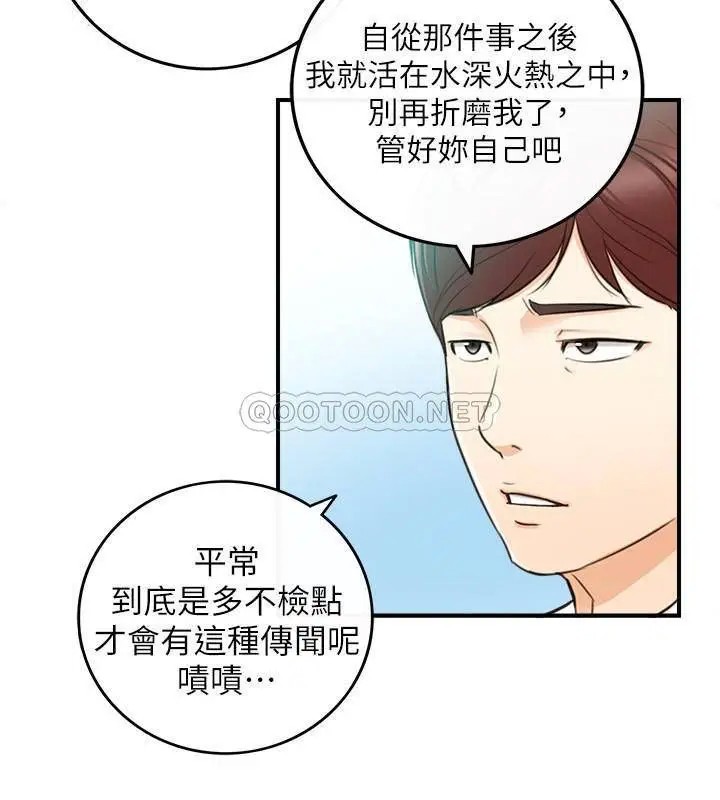 自從那件事之後
我就活在水深火熱之中,
別再折磨我了,
管好妳自己吧
QOOTOON.NET
平常
到底是多不檢點
才會有這種傳聞呢
嘖嘖…